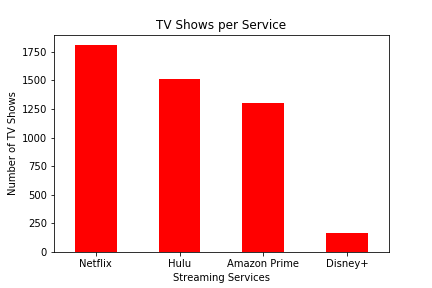 TV Shows per Service
1750
1500
1250
1000
750
500
250
0
Number of TV Shows
Netflix Hulu Amazon Prime Disney+
Streaming Services